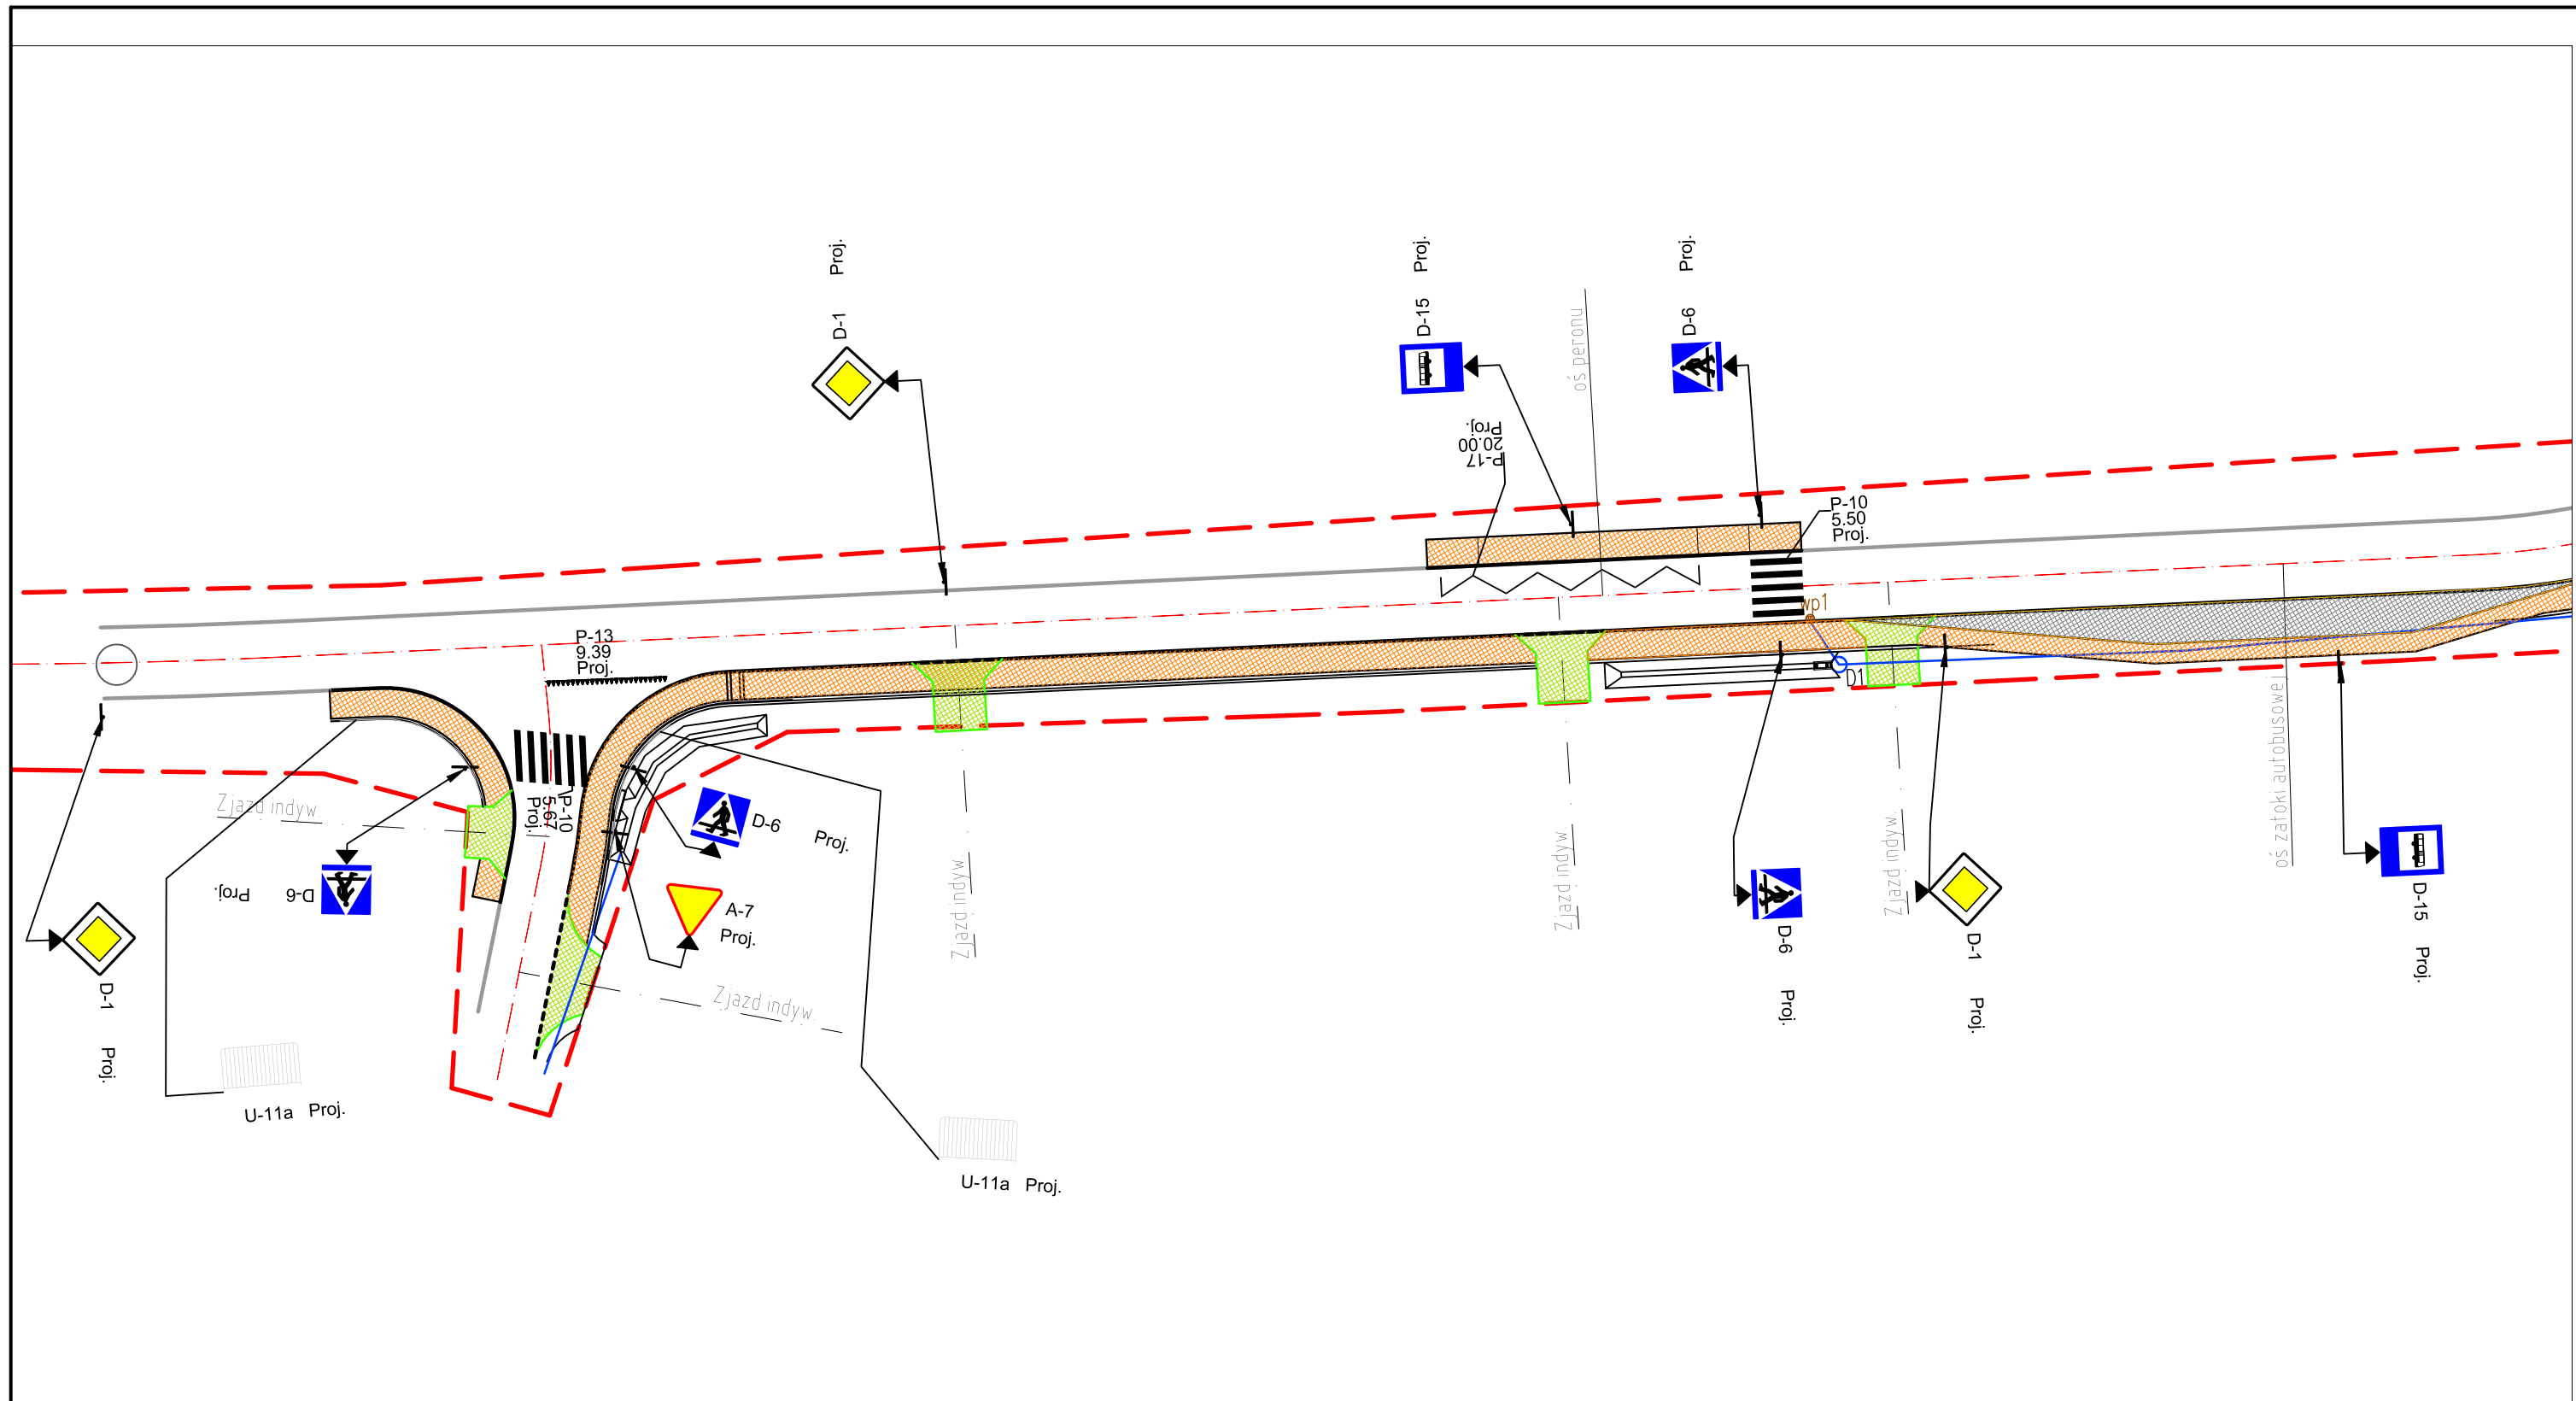 D-1 Proj.
D-15 Proj.
oś peronu
D-6 Proj.
P-17
20.00
Proj.
P-10
5.50
Proj.
wp1
D1
P-13
9.39
Proj.
P-10
5.67
Proj.
Zjazd indyw.
D-6 Proj.
D-6 Proj.
A-7
Proj.
D-1 Proj.
U-11a Proj.
Zjazd indyw.
U-11a Proj.
Zjazd indyw.
Zjazd indyw.
Zjazd indyw.
D-6 Proj.
D-1 Proj.
oś zatoki autobusowej
D-15 Proj.